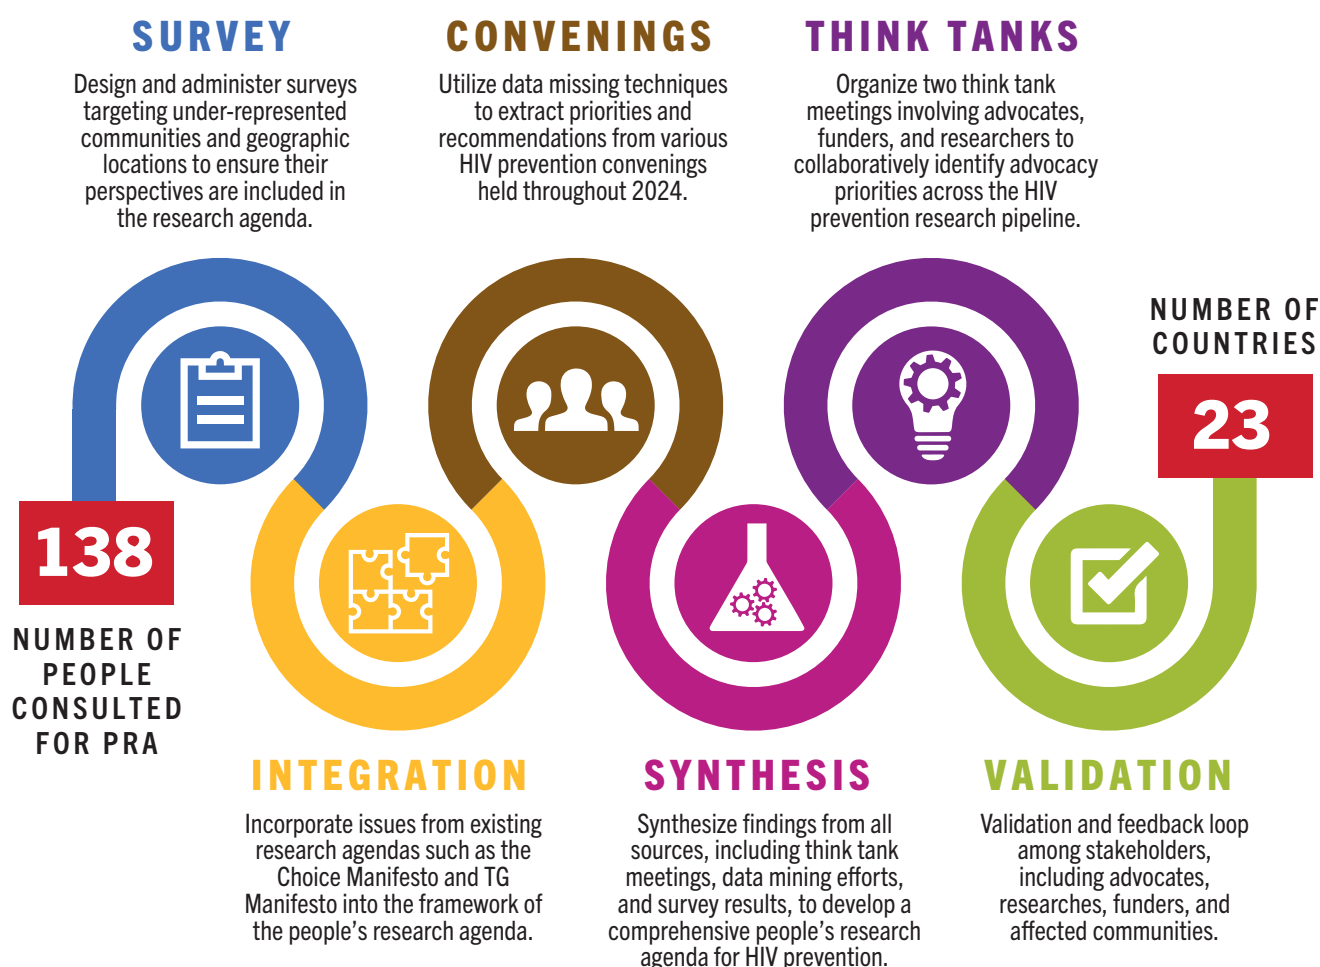 SURVEY
Design and administer surveys
targeting under-represented
communities and geographic
locations to ensure their
perspectives are included in
the research agenda.
CONVENINGS
Utilize data missing techniques
to extract priorities and
recommendations from various
HIV prevention convenings
held throughout 2024.
THINK TANKS
Organize two think tank
meetings involving advocates,
funders, and researchers to
collaboratively identify advocacy
priorities across the HIV
prevention research pipeline.
NUMBER OF
COUNTRIES
23
138
NUMBER OF
PEOPLE
CONSULTED
FOR PRA
INTEGRATION
Incorporate issues from existing
research agendas such as the
Choice Manifesto and TG
Manifesto into the framework of
the people's research agenda.
SYNTHESIS
Synthesize findings from all
sources, including think tank
meetings, data mining efforts,
and survey results, to develop a
comprehensive people's research
agenda for HIV prevention.
VALIDATION
Validation and feedback loop
among stakeholders,
including advocates,
researches, funders, and
affected communities.